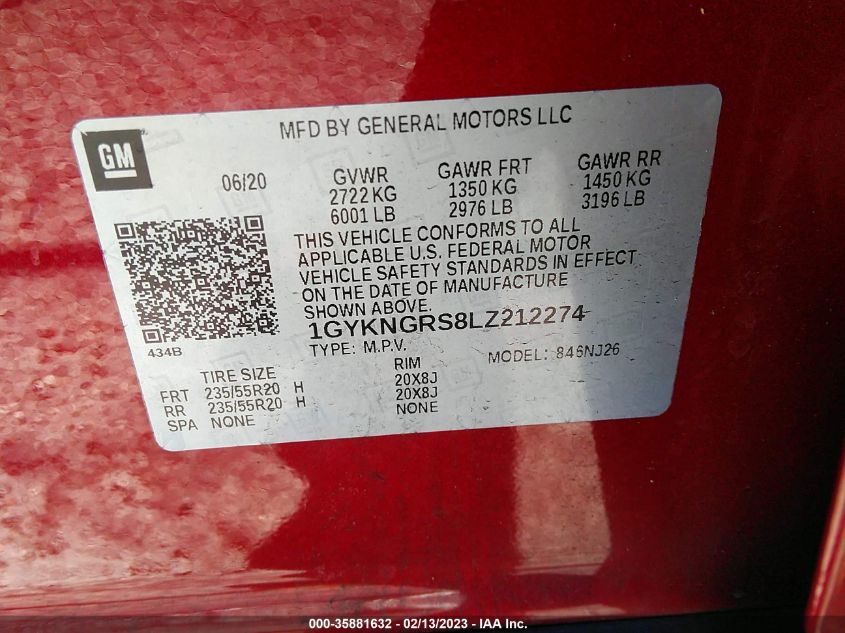 MFD BY GENERAL MOTORS LLC
GM
06/20
GVWR GAWR FRT GAWR RR
2722 KG 1350 KG 1450 KG
6001 LB 2976 LB 3196 LB
THIS VEHICLE CONFORMS TO ALL
APPLICABLE U.S. FEDERAL MOTOR
VEHICLE SAFETY STANDARDS IN EFFECT
ON THE DATE OF MANUFACTURE
SHOWN ABOVE.
1GYKNGRS8LZ212274
434B
TYPE: M.P.V. MODEL: 846NJ26
TIRE SIZE RIM
FRT 235/55R20 H 20X8J
RR 235/55R20 H 20X8J
SPA NONE NONE
000-35881632 - 02/13/2023 - IAA Inc.